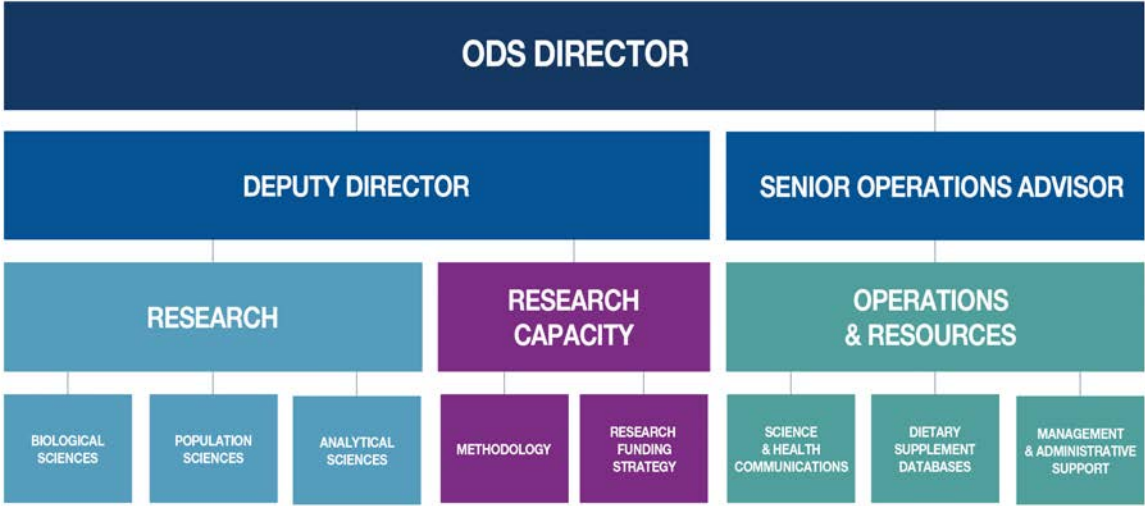 ODS DIRECTOR
DEPUTY DIRECTOR
SENIOR OPERATIONS ADVISOR
RESEARCH
RESEARCH
CAPACITY
OPERATIONS
& RESOURCES
BIOLOGICAL
SCIENCES
POPULATION
SCIENCES
ANALYTICAL
SCIENCES
METHODOLOGY
RESEARCH
FUNDING
STRATEGY
SCIENCE
& HEALTH
COMMUNICATIONS
DIETARY
SUPPLEMENT
DATABASES
MANAGEMENT
& ADMINISTRATIVE
SUPPORT